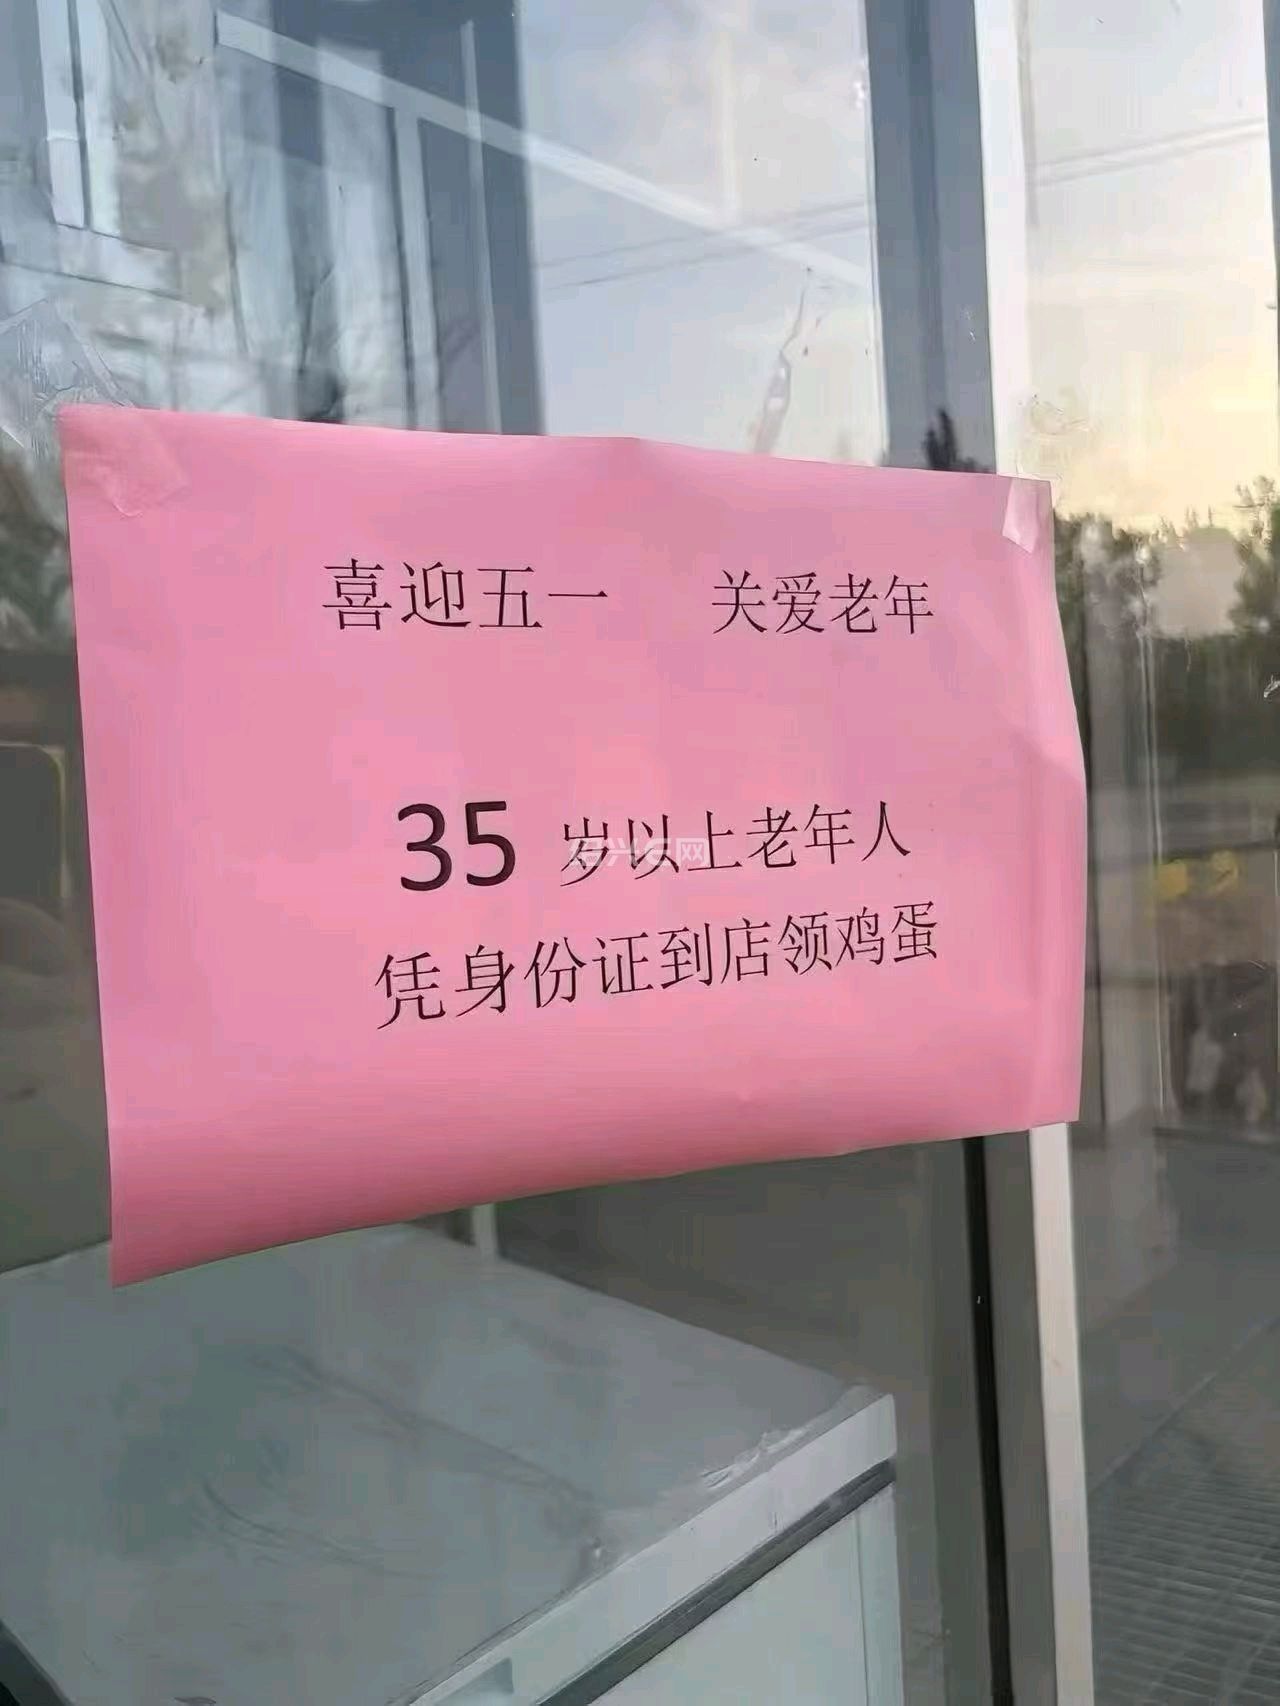 喜迎五一 关爱老年
35 岁以上老年人
凭身份证到店领鸡蛋